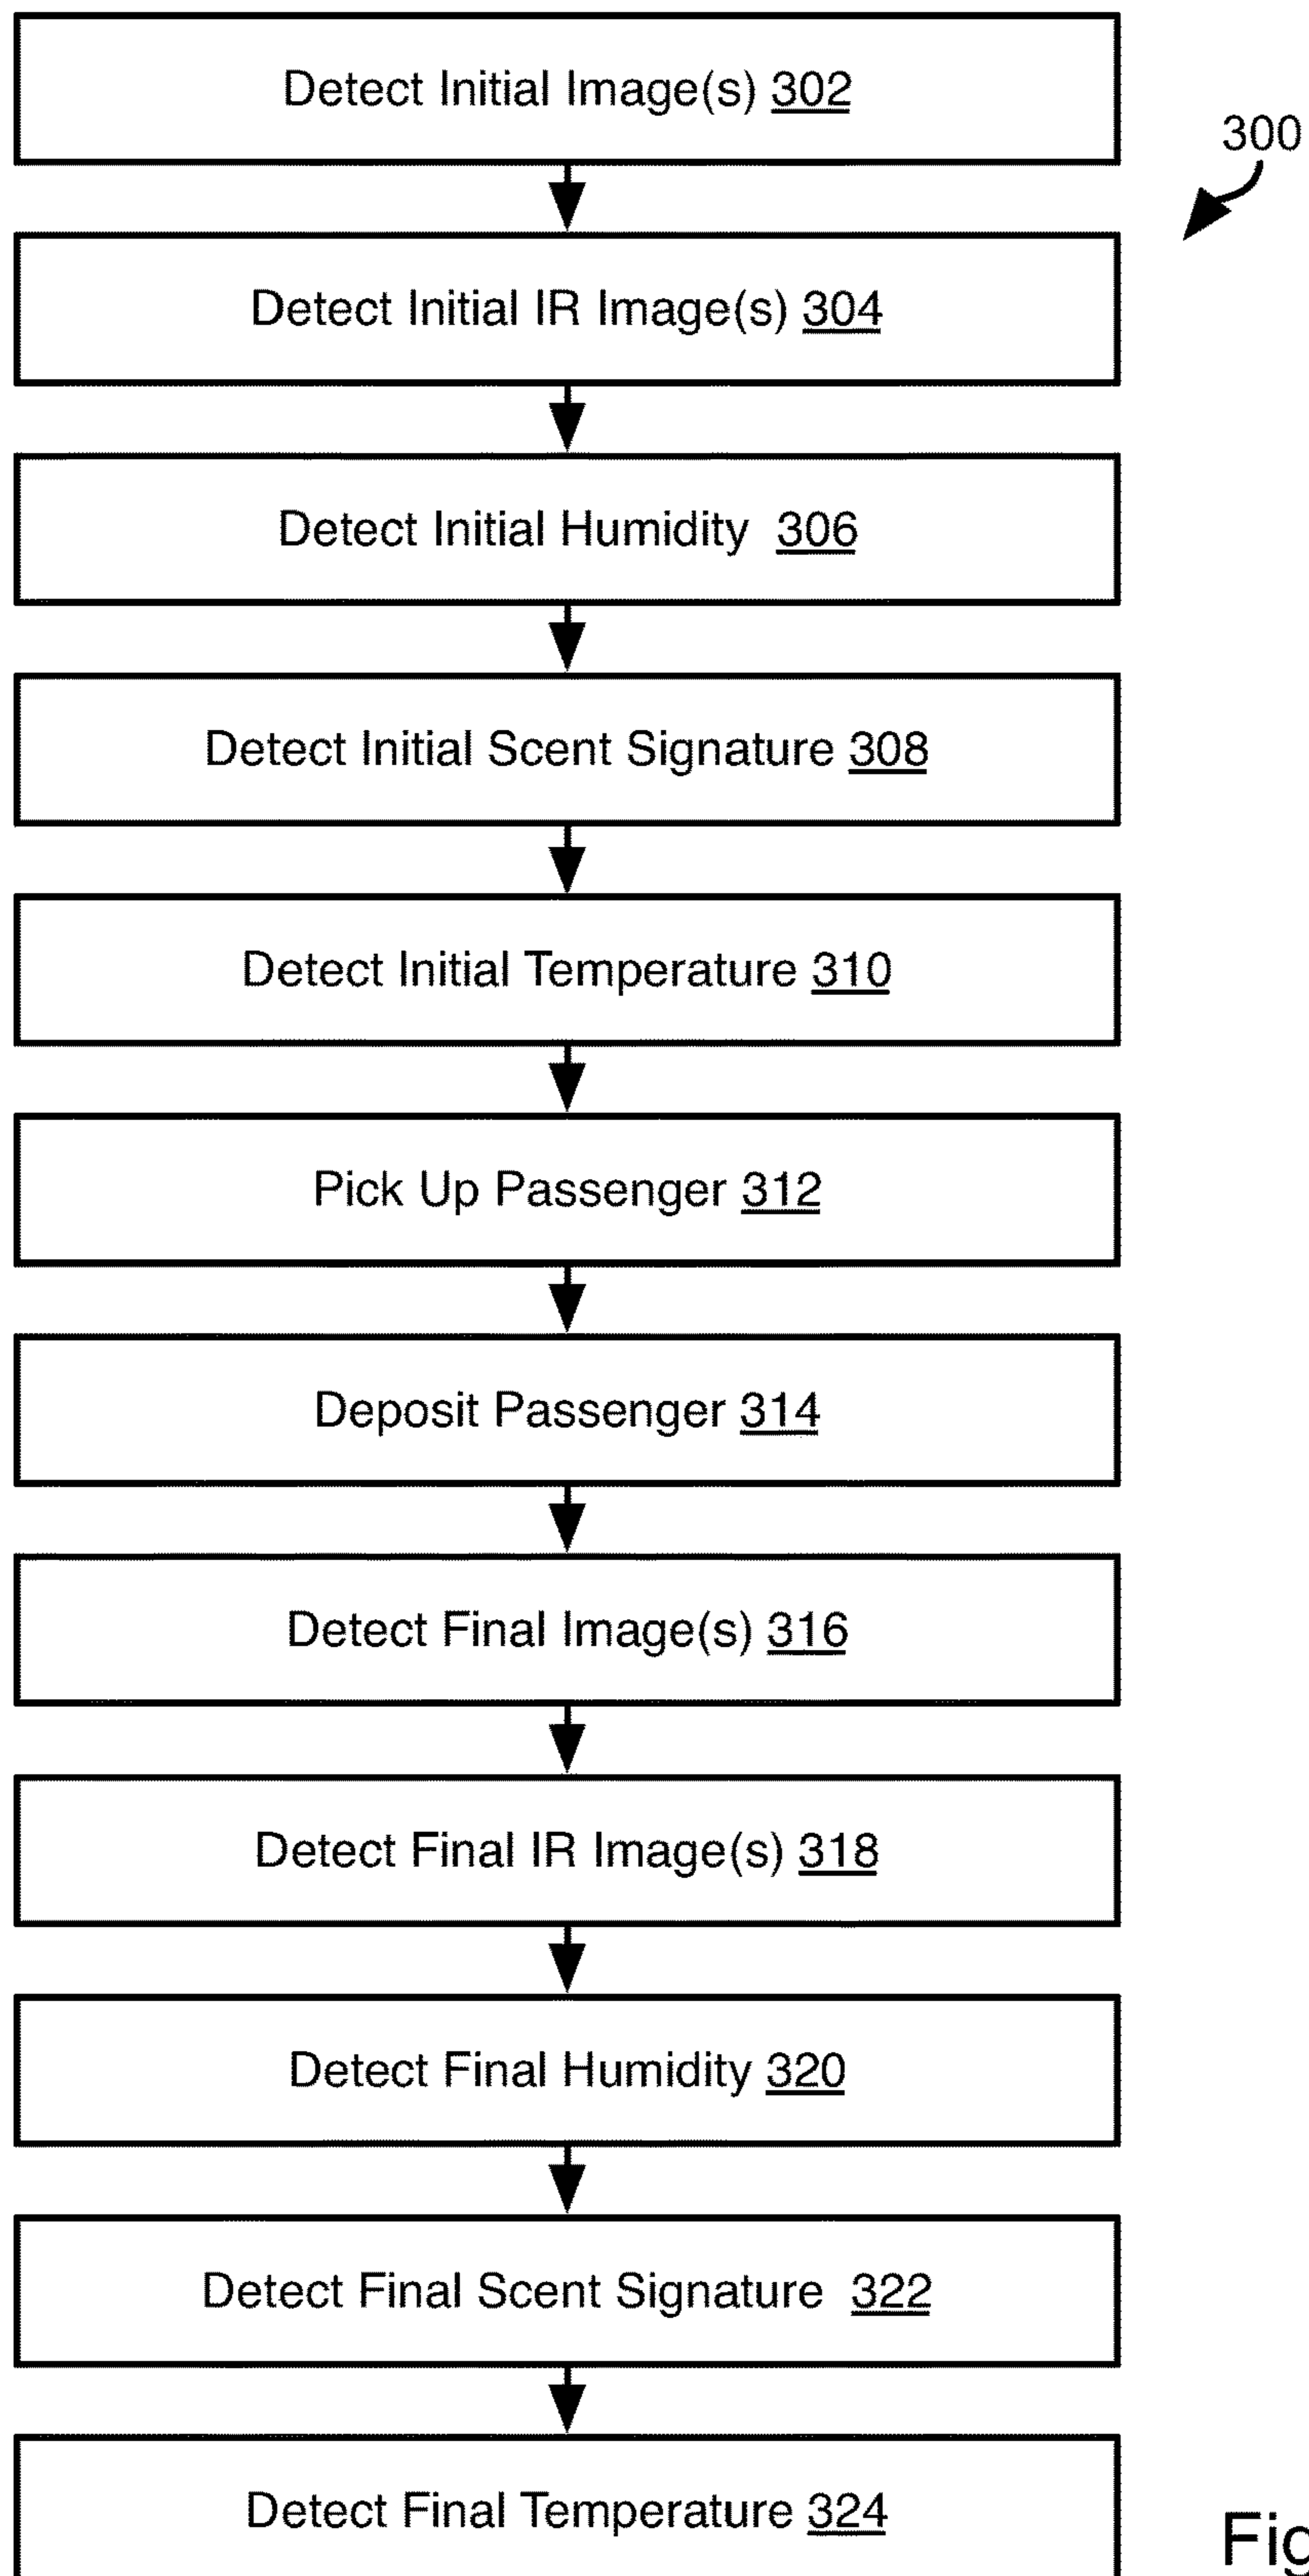 Detect Initial Image(s) 302
300
Detect Initial IR Image(s) 304
Detect Initial Humidity 306
Detect Initial Scent Signature 308
Detect Initial Temperature 310
Pick Up Passenger 312
Deposit Passenger 314
Detect Final Image(s) 316
Detect Final IR Image(s) 318
Detect Final Humidity 320
Detect Final Scent Signature 322
Detect Final Temperature 324
Fig